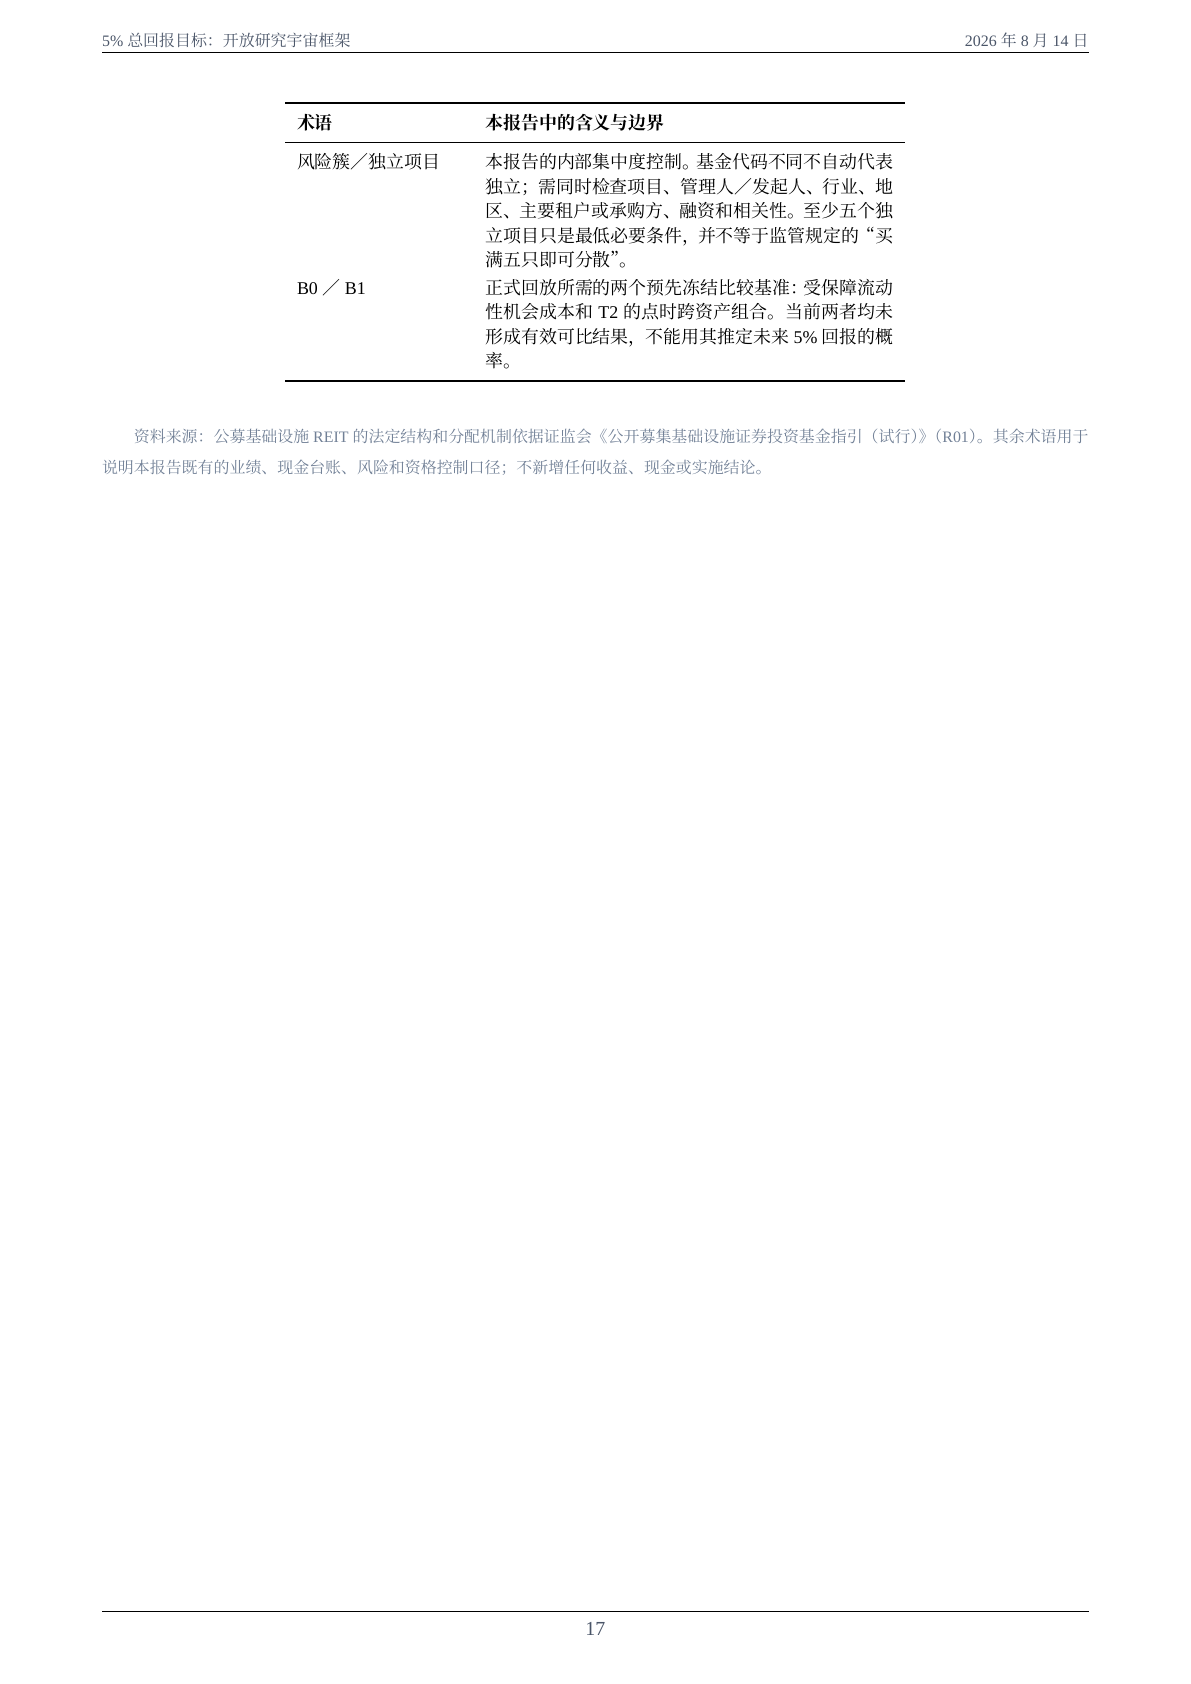 5% 总回报目标：开放研究宇宙框架
2026 年 8 月 14 日
术语
本报告中的含义与边界
风险簇／独立项目
本报告的内部集中度控制。基金代码不同不自动代表
独立；需同时检查项目、管理人／发起人、行业、地
区、主要租户或承购方、融资和相关性。至少五个独
立项目只是最低必要条件，并不等于监管规定的“买
满五只即可分散”。
B0 ／ B1
正式回放所需的两个预先冻结比较基准：受保障流动
性机会成本和 T2 的点时跨资产组合。当前两者均未
形成有效可比结果，不能用其推定未来 5% 回报的概
率。
资料来源：公募基础设施 REIT 的法定结构和分配机制依据证监会《公开募集基础设施证券投资基金指引（试行）》（R01）。其余术语用于
说明本报告既有的业绩、现金台账、风险和资格控制口径；不新增任何收益、现金或实施结论。
17